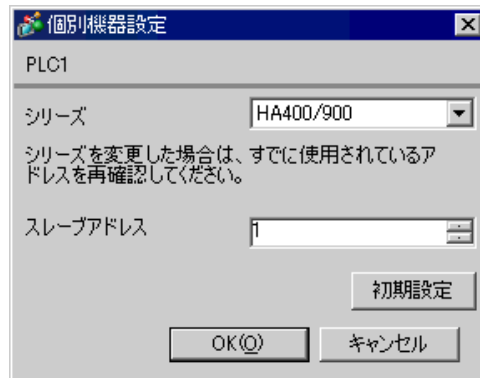 個別機器設定
PLC1
シリーズ HA400/900
シリーズを変更した場合は、すでに使用されているア
ドレスを再確認してください。
スレーブアドレス 1
初期設定
OK(O) キャンセル